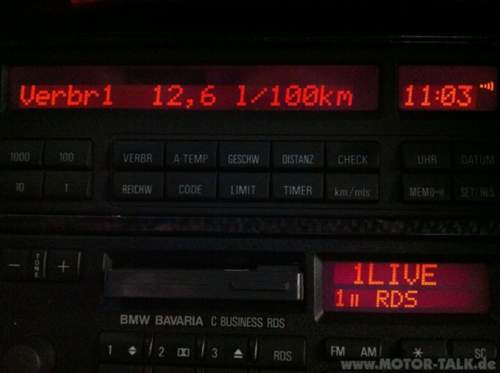 Verbr1 12,6 l/100km 11:03
1000 100 VERBR A-TEMP GESCHW DISTANZ CHECK UHR DATUM
10 1 REICHW CODE LIMIT TIMER km/mls MEMO
- TONE +
1LIVE
1 II RDS
BMW BAVARIA C BUSINESS RDS
1 2 3 RDS FM AM * SC
www.MOTOR-TALK.de